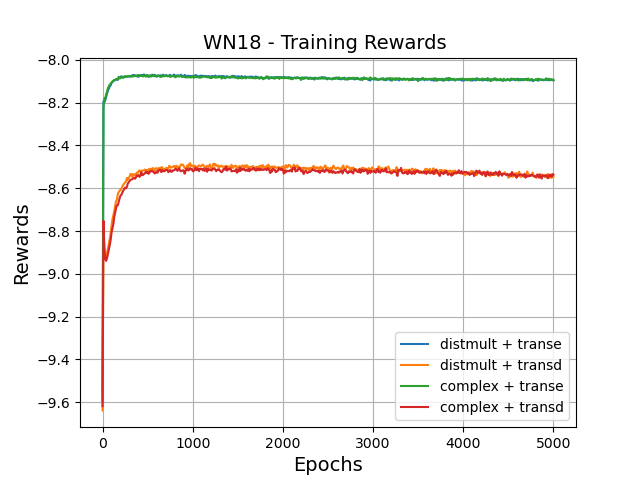 WN18 - Training Rewards
Rewards
−8.0
−8.2
−8.4
−8.6
−8.8
−9.0
−9.2
−9.4
−9.6
distmult + transe
distmult + transd
complex + transe
complex + transd
0 1000 2000 3000 4000 5000
Epochs